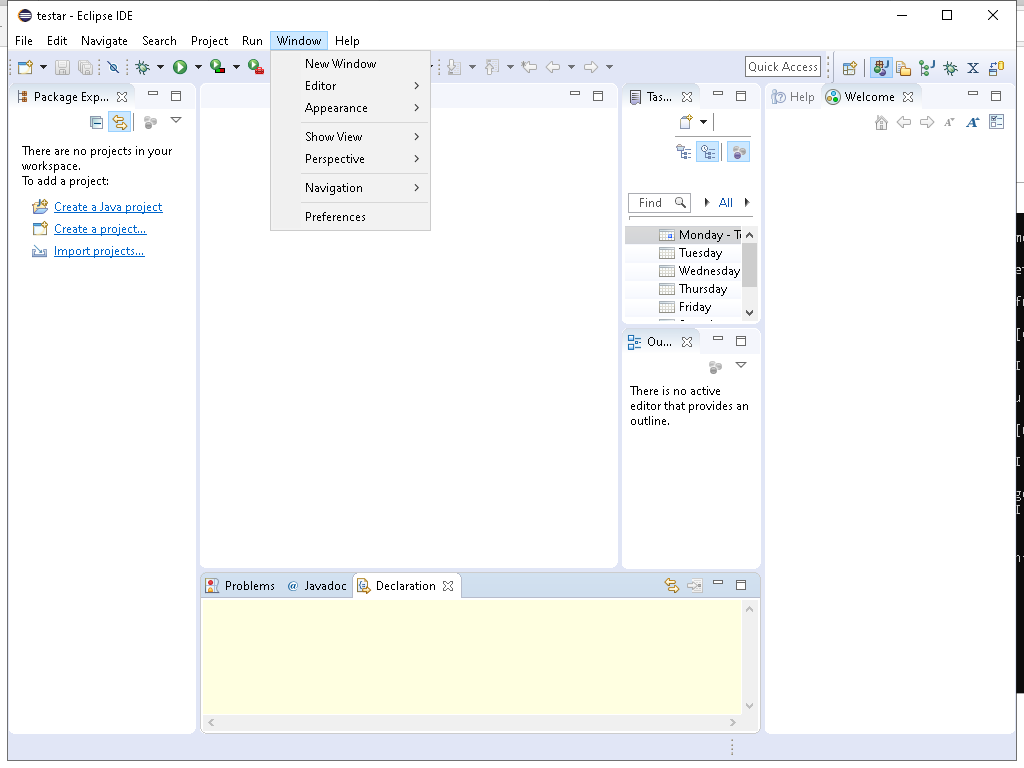 testar - Eclipse IDE
File Edit Navigate Search Project Run Window Help
New Window
Editor
Appearance
Show View
Perspective
Navigation
Preferences
Quick Access
Package Exp...
There are no projects in your
workspace.
To add a project:
Create a Java project
Create a project...
Import projects...
Tas...
Find
All
Monday - T
Tuesday
Wednesday
Thursday
Friday
Ou...
There is no active
editor that provides an
outline.
Help
Welcome
Problems
@ Javadoc
Declaration